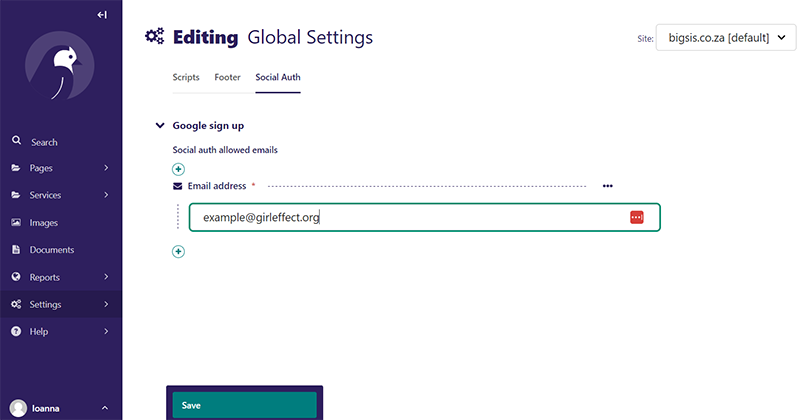 Editing Global Settings
Site: bigsis.co.za [default]
Scripts Footer Social Auth
Google sign up
Social auth allowed emails
Email address *
example@girleffect.org
Search
Pages
Services
Images
Documents
Reports
Settings
Help
Ioanna
Save